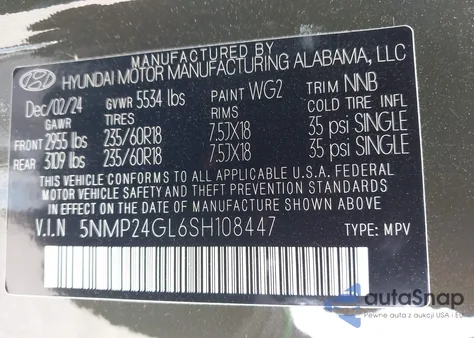 MANUFACTURED BY
HYUNDAI MOTOR MANUFACTURING ALABAMA, LLC
Dec/02/24 GVWR 5534 lbs PAINT WG2 TRIM NNB
GAWR TIRES RIMS COLD TIRE INFL
FRONT 2955 lbs 235/60R18 7.5JX18 35 psi SINGLE
REAR 3109 lbs 235/60R18 7.5JX18 35 psi SINGLE
THIS VEHICLE CONFORMS TO ALL APPLICABLE U.S.A. FEDERAL
MOTOR VEHICLE SAFETY AND THEFT PREVENTION STANDARDS
IN EFFECT ON THE DATE OF MANUFACTURE SHOWN ABOVE.
V.I.N 5NMP24GL6SH108447 TYPE: MPV
autoSnap
Pewne auta z aukcji USA i EU